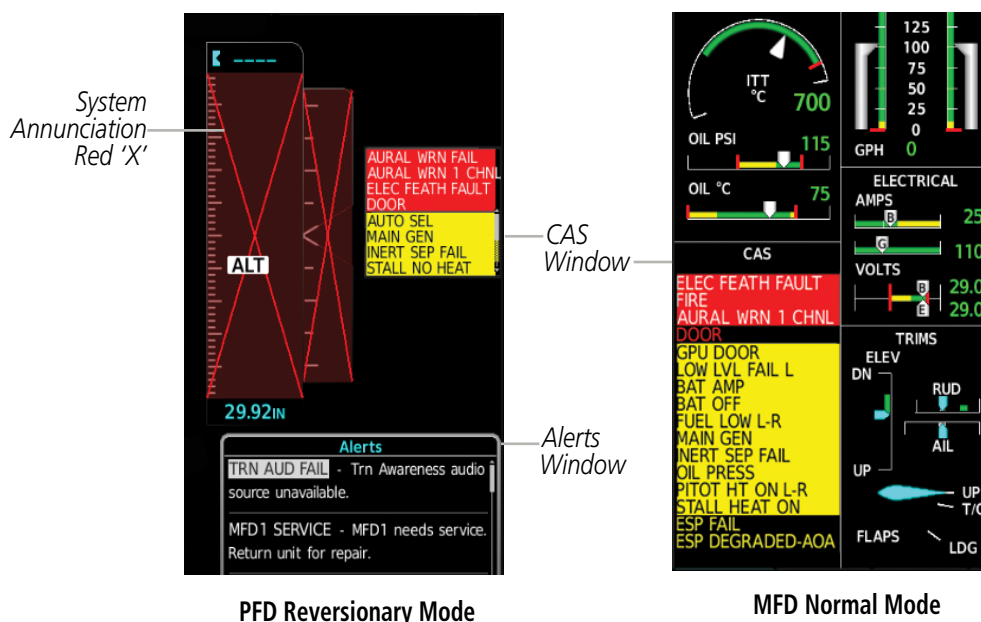 System
Annunciation
Red 'X'
----
ALT
29.92IN
AURAL WRN FAIL
AURAL WRN 1 CHNL
ELEC FEATH FAULT
DOOR
AUTO SEL
MAIN GEN
INERT SEP FAIL
STALL NO HEAT
CAS
Window
Alerts
TRN AUD FAIL - Trn Awareness audio
source unavailable.
MFD1 SERVICE - MFD1 needs service.
Return unit for repair.
Alerts
Window
PFD Reversionary Mode
ITT
°C
700
OIL PSI
115
OIL °C
75
CAS
ELEC FEATH FAULT
FIRE
AURAL WRN 1 CHNL
DOOR
GPU DOOR
LOW LVL FAIL L
BAT AMP
BAT OFF
FUEL LOW L-R
MAIN GEN
INERT SEP FAIL
OIL PRESS
PITOT HT ON L-R
STALL HEAT ON
ESP FAIL
ESP DEGRADED-AOA
125
100
75
50
25
0
GPH 0
ELECTRICAL
AMPS
B
25
G
110
VOLTS
B
29.0
E
29.0
TRIMS
ELEV
DN
RUD
AIL
UP
UP
T/O
FLAPS
LDG
MFD Normal Mode